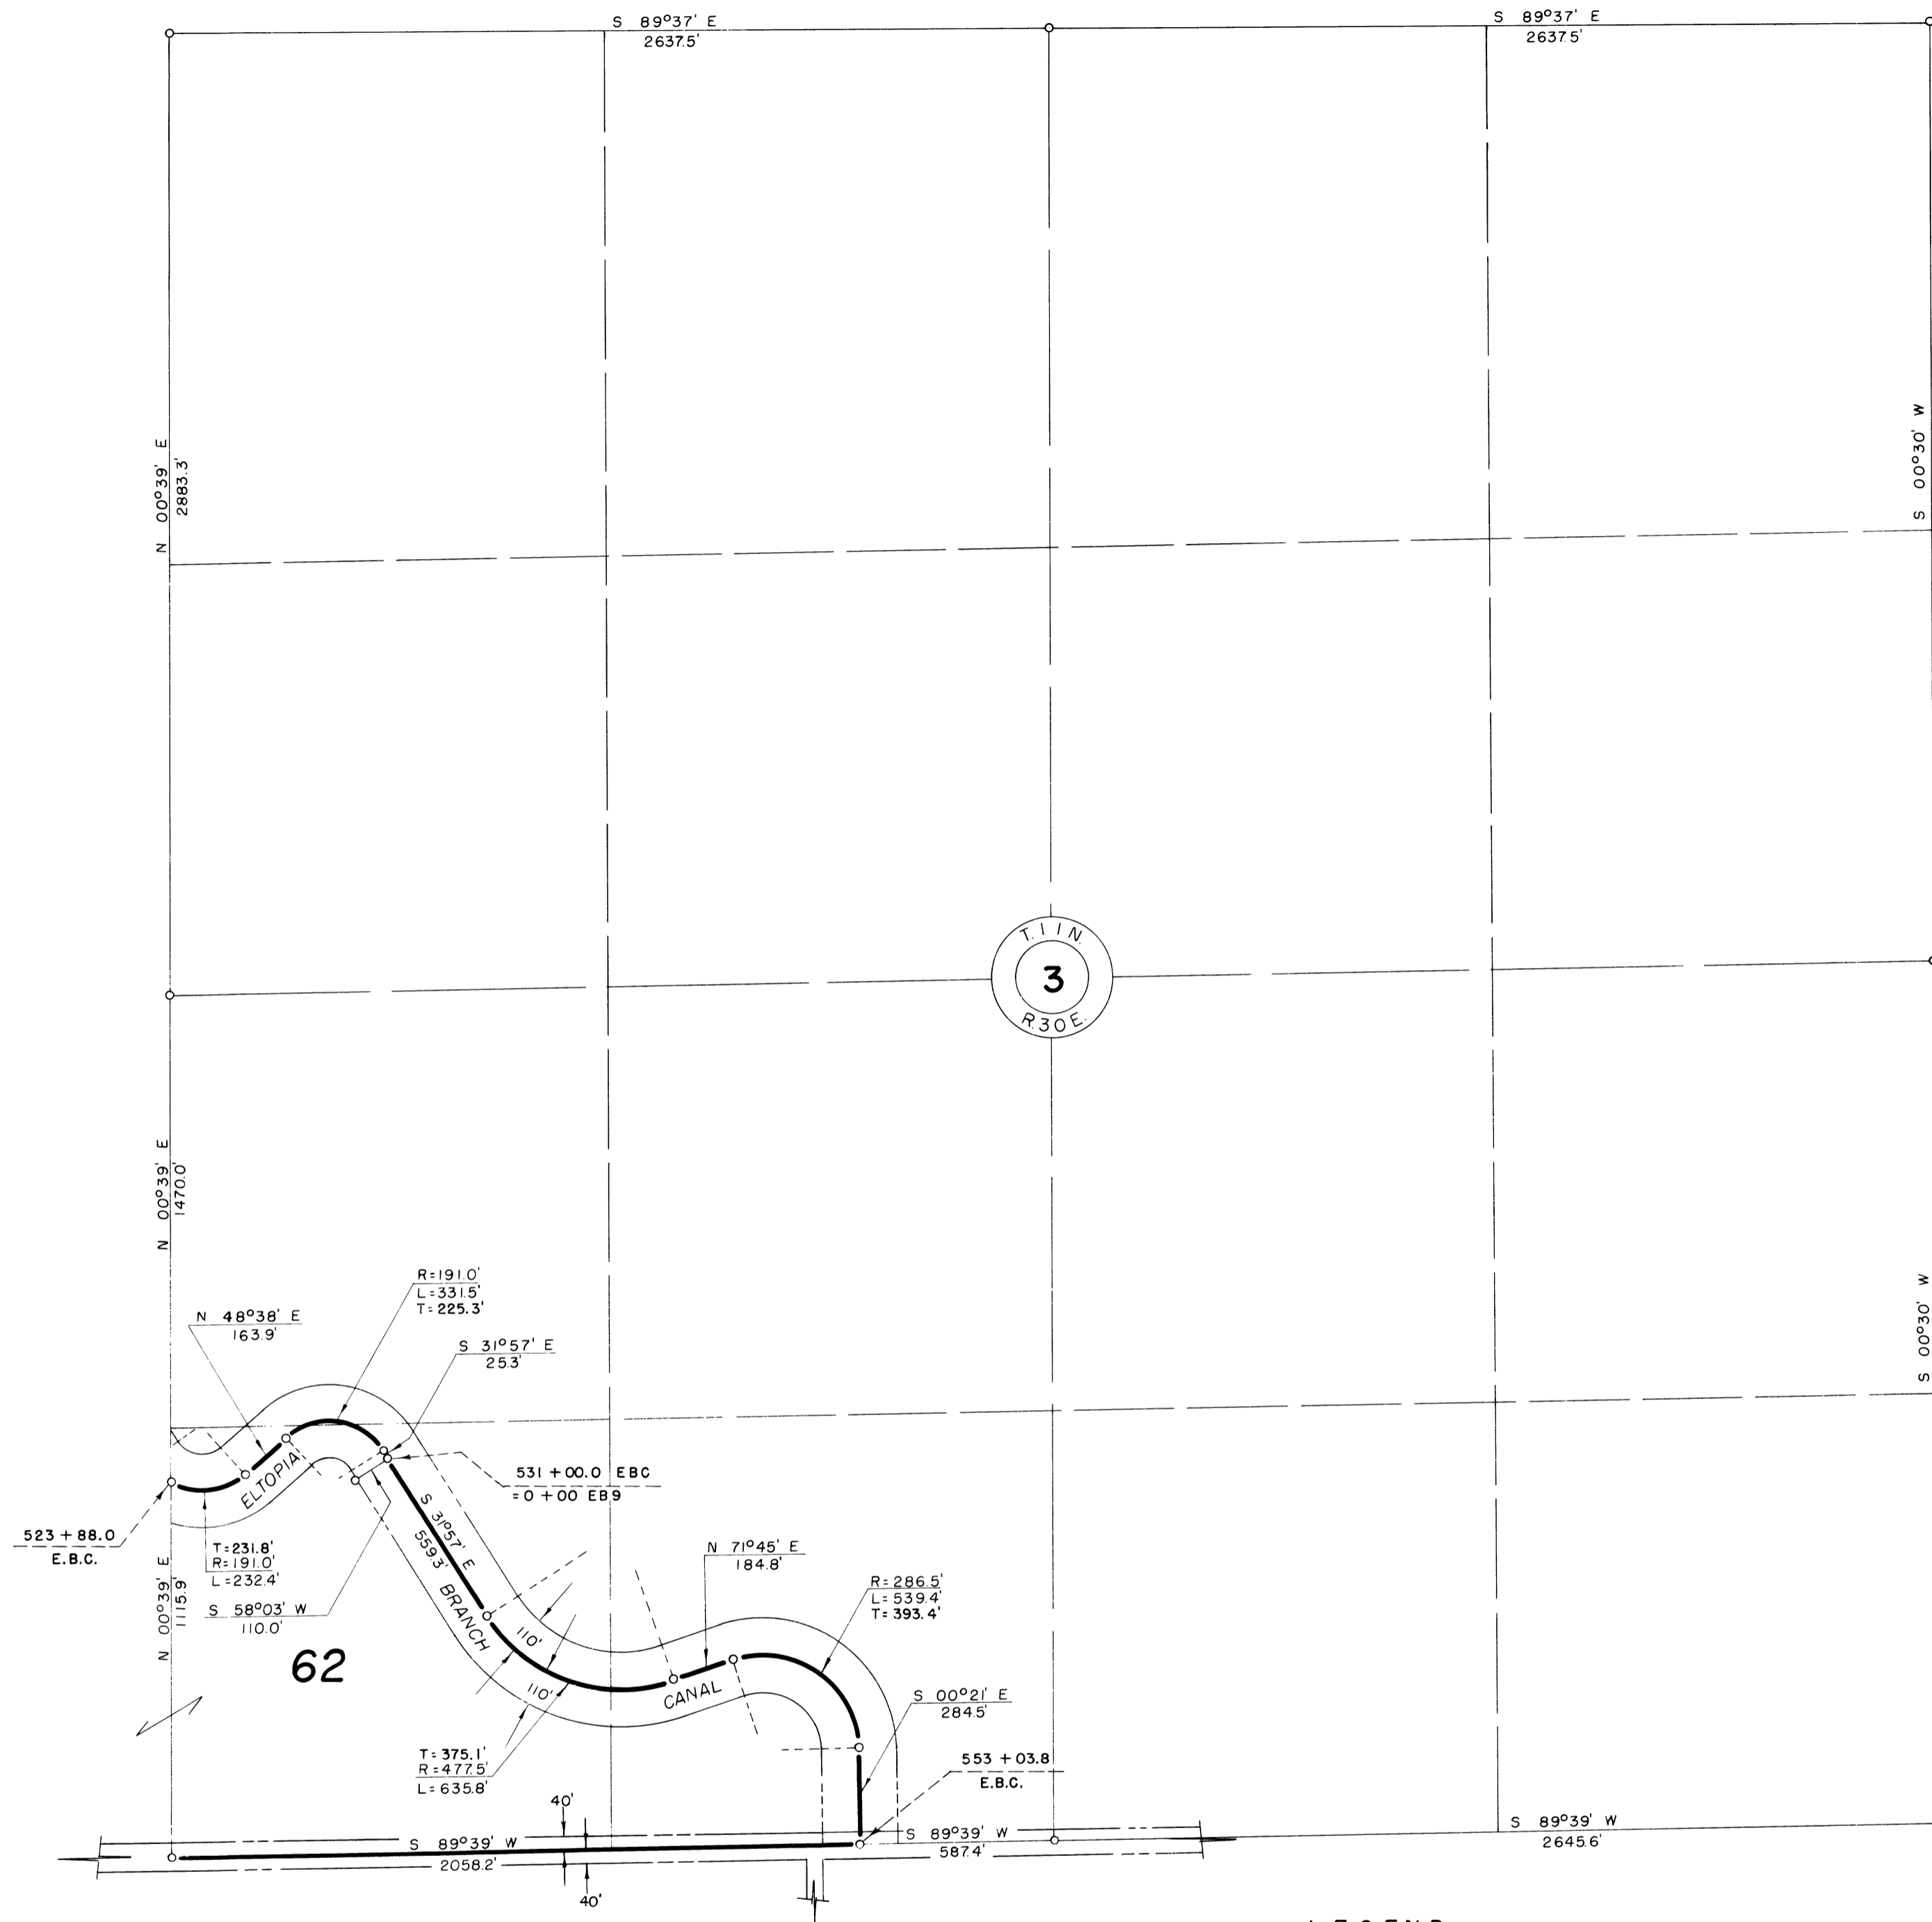 S 89°37' E
2637.5'
S 89°37' E
2637.5'
N 00°39' E
2883.3'
S 00°30' W
T. 11 N.
3
R. 30 E.
N 00°39' E
1470.0'
S 00°30' W
R=191.0'
L=331.5'
T=225.3'
N 48°38' E
163.9'
S 31°57' E
25.3'
531+00.0 EBC
=0+00 EB9
ELTOPIA
523+88.0
E.B.C.
T=231.8'
R=191.0'
L=232.4'
S 58°03' W
110.0'
N 00°39' E
1115.9'
S 31°57' E
559.3'
BRANCH
N 71°45' E
184.8'
R=286.5'
L=539.4'
T=393.4'
62
110'
110'
CANAL
S 00°21' E
284.5'
T=375.1'
R=477.5'
L=635.8'
553+03.8
E.B.C.
40'
S 89°39' W
2058.2'
S 89°39' W
587.4'
S 89°39' W
2645.6'
40'